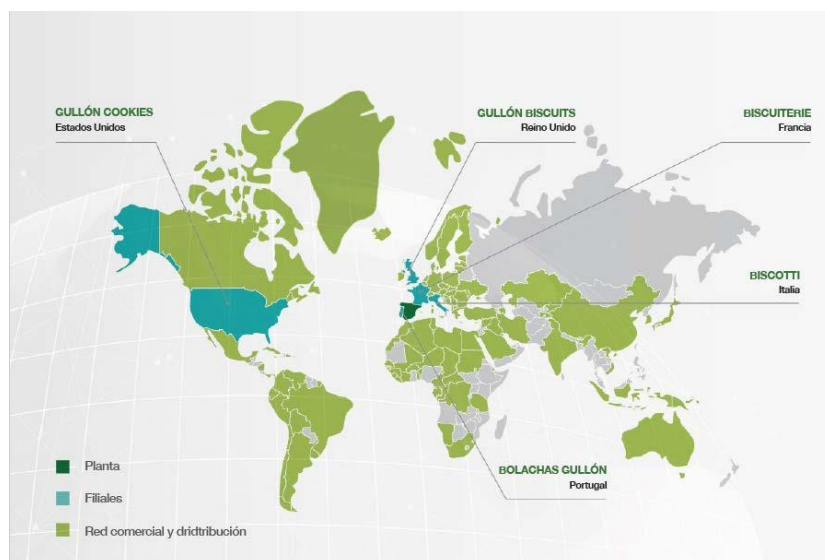 GULLÓN COOKIES
Estados Unidos
GULLÓN BISCUITS
Reino Unido
BISCUITERIE
Francia
BISCOTTI
Italia
BOLACHAS GULLÓN
Portugal
Planta
Filiales
Red comercial y dridtribución